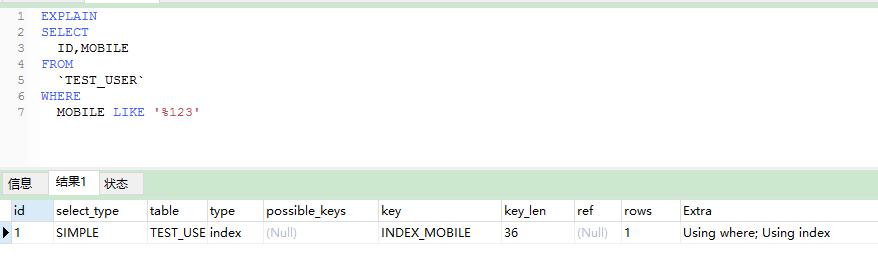 1 EXPLAIN
2 SELECT
3 ID,MOBILE
4 FROM
5 `TEST_USER`
6 WHERE
7 MOBILE LIKE '%123'
信息 结果1 状态
id select_type table type possible_keys key key_len ref rows Extra
1 SIMPLE TEST_USE index (Null) INDEX_MOBILE 36 (Null) 1 Using where; Using index